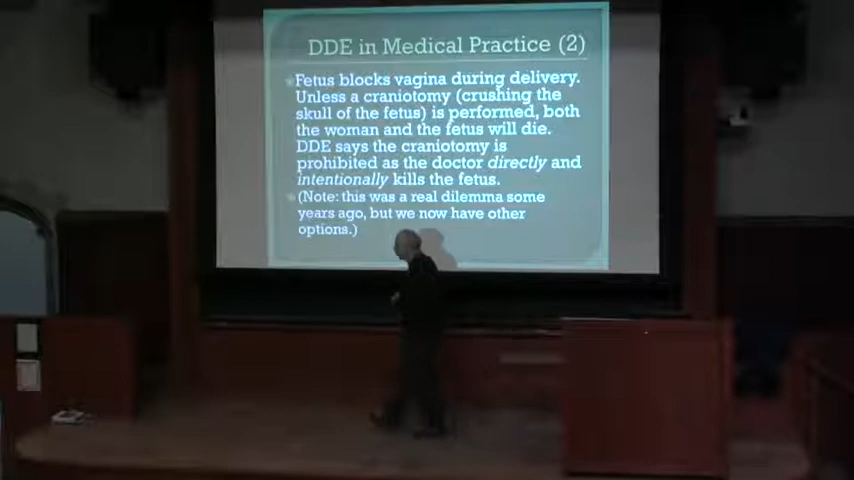 DDE in Medical Practice (2)
Fetus blocks vagina during delivery.
Unless a craniotomy (crushing the
skull of the fetus) is performed, both
the woman and the fetus will die.
DDE says the craniotomy is
prohibited as the doctor directly and
intentionally kills the fetus.
(Note: this was a real dilemma some
years ago, but we now have other
options.)